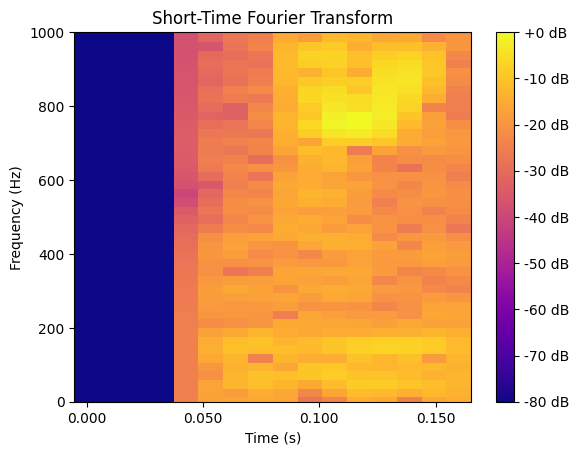 Short-Time Fourier Transform
1000
800
600
400
200
0
Frequency (Hz)
0.000
0.050
0.100
0.150
Time (s)
+0 dB
-10 dB
-20 dB
-30 dB
-40 dB
-50 dB
-60 dB
-70 dB
-80 dB